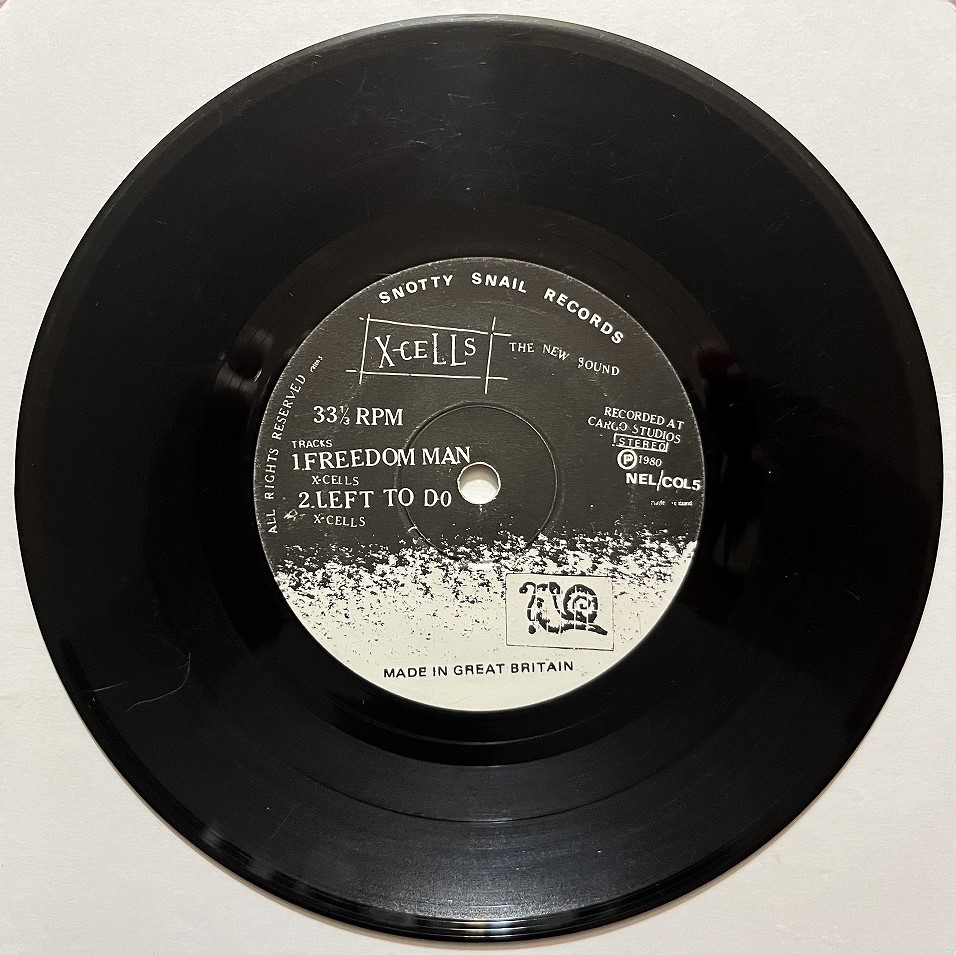 SNOTTY SNAIL RECORDS
X-CELLS
THE NEW SOUND
ALL RIGHTS RESERVED
33⅓ RPM
RECORDED AT
CARGO STUDIOS
STEREO
Ⓟ1980
NEL/COL5
TRACKS
1.FREEDOM MAN
X-CELLS
2.LEFT TO DO
X-CELLS
MADE IN GREAT BRITAIN